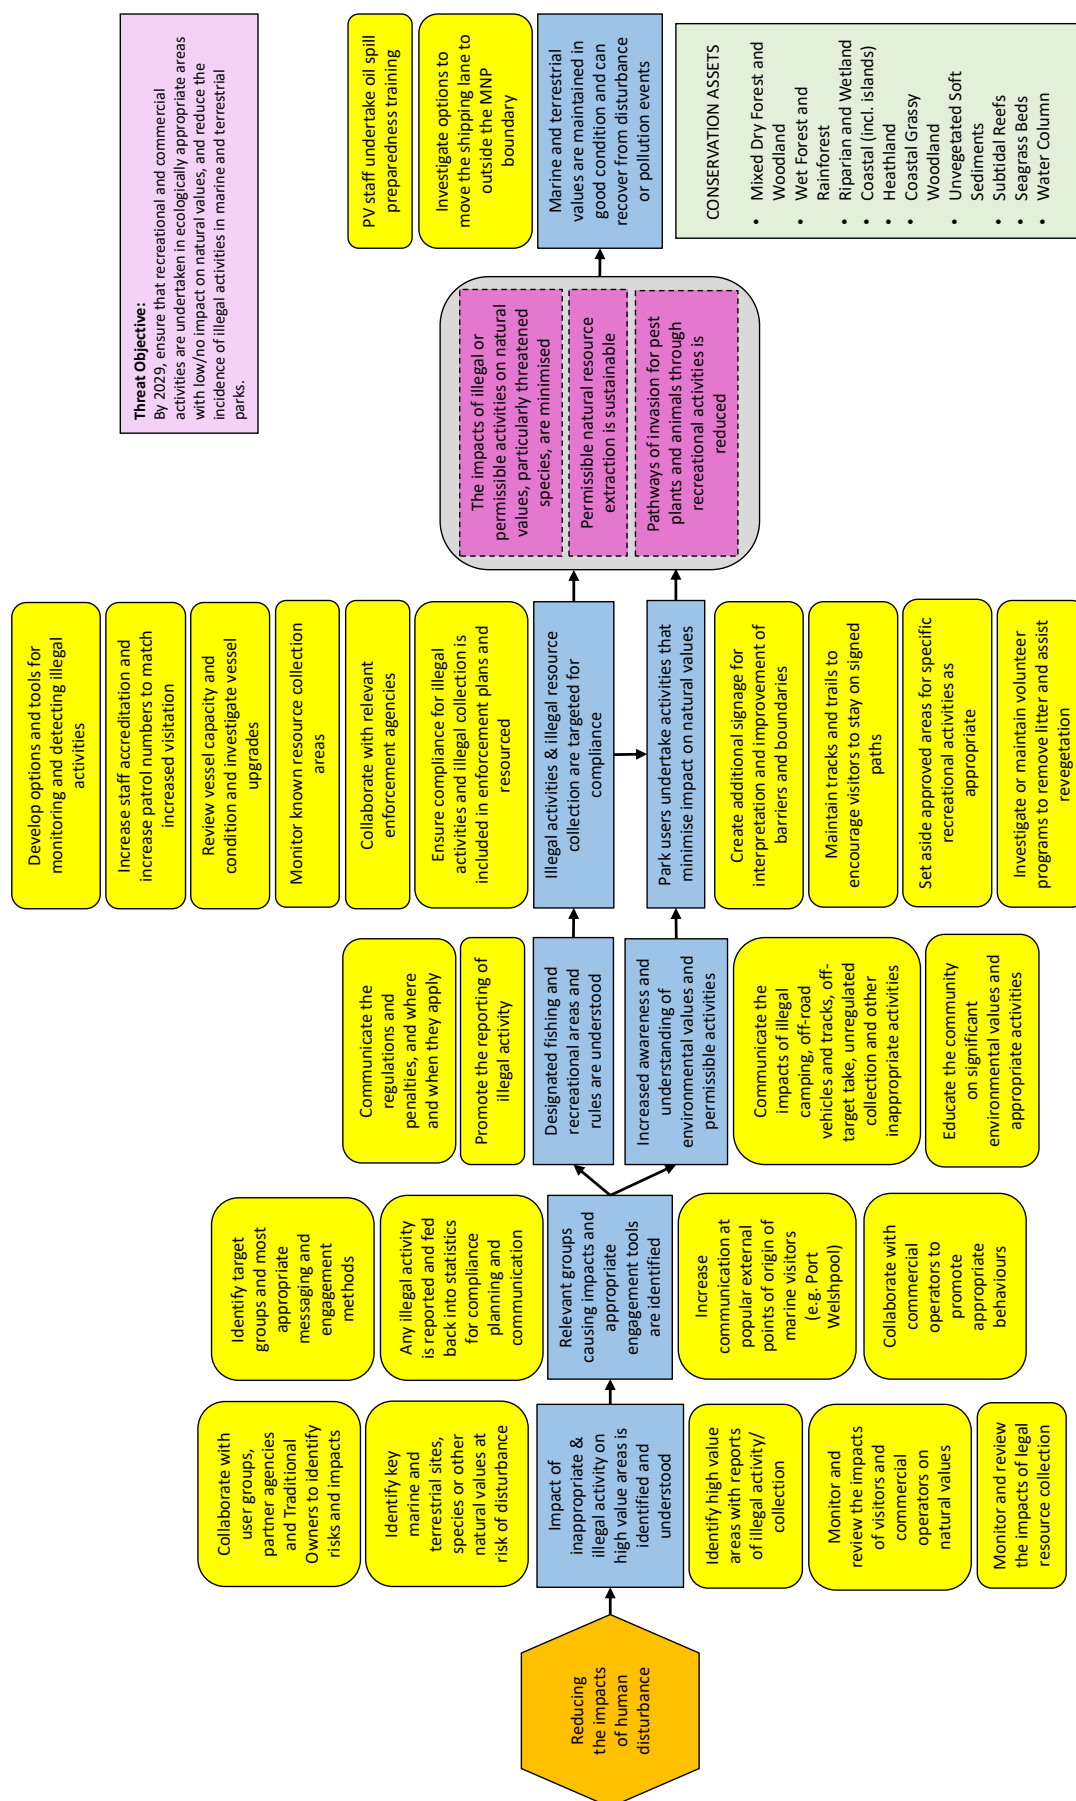 Reducing
the impacts
of human
disturbance
Collaborate with
user groups,
partner agencies
and Traditional
Owners to identify
risks and impacts
Identify key
marine and
terrestrial sites,
species or other
natural values at
risk of disturbance
Impact of
inappropriate &
illegal activity on
high value areas is
identified and
understood
Identify high value
areas with reports
of illegal activity/
collection
Monitor and
review the impacts
of visitors and
commercial
operators on
natural values
Monitor and review
the impacts of legal
resource collection
Identify target
groups and most
appropriate
messaging and
engagement
methods
Any illegal activity
is reported and fed
back into statistics
for compliance
planning and
communication
Relevant groups
causing impacts and
appropriate
engagement tools
are identified
Increase
communication at
popular external
points of origin of
marine visitors
(e.g. Port
Welshpool)
Collaborate with
commercial
operators to
promote
appropriate
behaviours
Communicate the
regulations and
penalties, and where
and when they apply
Promote the reporting of
illegal activity
Designated fishing and
recreational areas and
rules are understood
Increased awareness and
understanding of
environmental values and
permissible activities
Communicate the
impacts of illegal
camping, off-road
vehicles and tracks, off-
target take, unregulated
collection and other
inappropriate activities
Educate the community
on significant
environmental values and
appropriate activities
Develop options and tools for
monitoring and detecting illegal
activities
Increase staff accreditation and
increase patrol numbers to match
increased visitation
Review vessel capacity and
condition and investigate vessel
upgrades
Monitor known resource collection
areas
Collaborate with relevant
enforcement agencies
Ensure compliance for illegal
activities and illegal collection is
included in enforcement plans and
resourced
Illegal activities & illegal resource
collection are targeted for
compliance
Park users undertake activities that
minimise impact on natural values
Create additional signage for
interpretation and improvement of
barriers and boundaries
Maintain tracks and trails to
encourage visitors to stay on signed
paths
Set aside approved areas for specific
recreational activities as
appropriate
Investigate or maintain volunteer
programs to remove litter and assist
revegetation
The impacts of illegal or
permissible activities on natural
values, particularly threatened
species, are minimised
Permissible natural resource
extraction is sustainable
Pathways of invasion for pest
plants and animals through
recreational activities is
reduced
Threat Objective:
By 2029, ensure that recreational and commercial
activities are undertaken in ecologically appropriate areas
with low/no impact on natural values, and reduce the
incidence of illegal activities in marine and terrestrial
parks.
PV staff undertake oil spill
preparedness training
Investigate options to
move the shipping lane to
outside the MNP
boundary
Marine and terrestrial
values are maintained in
good condition and can
recover from disturbance
or pollution events
CONSERVATION ASSETS
• Mixed Dry Forest and
Woodland
• Wet Forest and
Rainforest
• Riparian and Wetland
• Coastal (incl. islands)
• Heathland
• Coastal Grassy
Woodland
• Unvegetated Soft
Sediments
• Subtidal Reefs
• Seagrass Beds
• Water Column